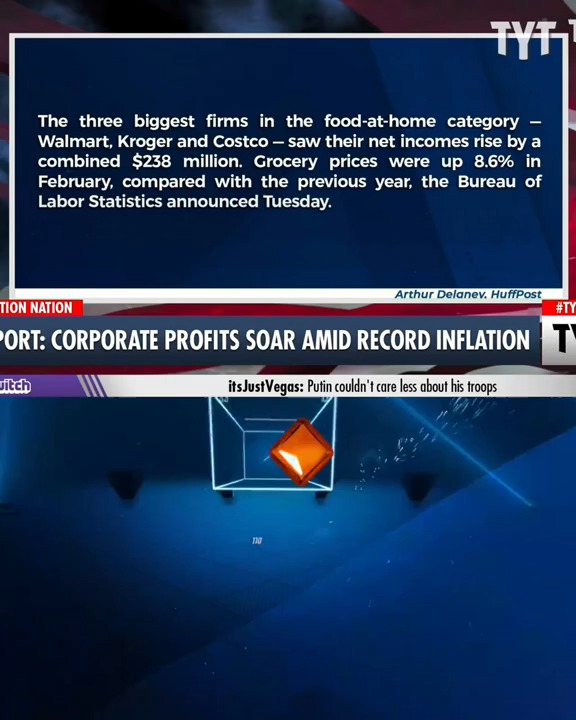 TYT
The three biggest firms in the food-at-home category –
Walmart, Kroger and Costco – saw their net incomes rise by a
combined $238 million. Grocery prices were up 8.6% in
February, compared with the previous year, the Bureau of
Labor Statistics announced Tuesday.
Arthur Delaney, HuffPost
TION NATION
#TY
PORT: CORPORATE PROFITS SOAR AMID RECORD INFLATION
TY
itsJustVegas: Putin couldn't care less about his troops